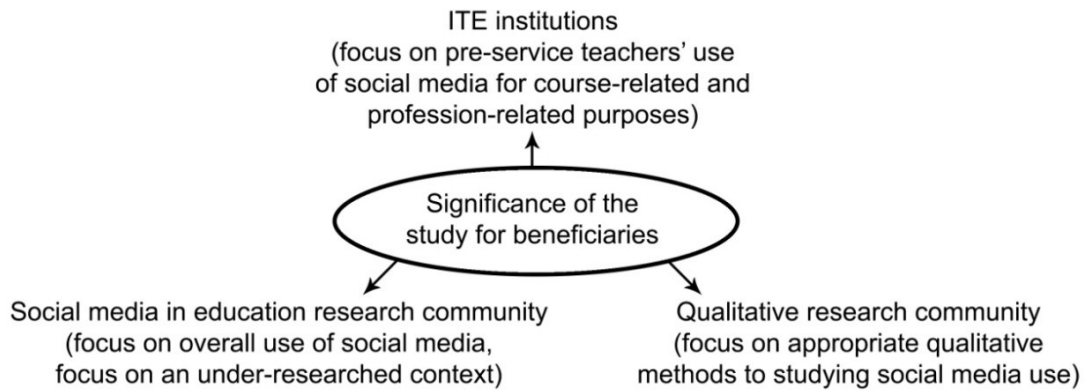 ITE institutions
(focus on pre-service teachers' use
of social media for course-related and
profession-related purposes)
Significance of the
study for beneficiaries
Social media in education research community
(focus on overall use of social media,
focus on an under-researched context)
Qualitative research community
(focus on appropriate qualitative
methods to studying social media use)